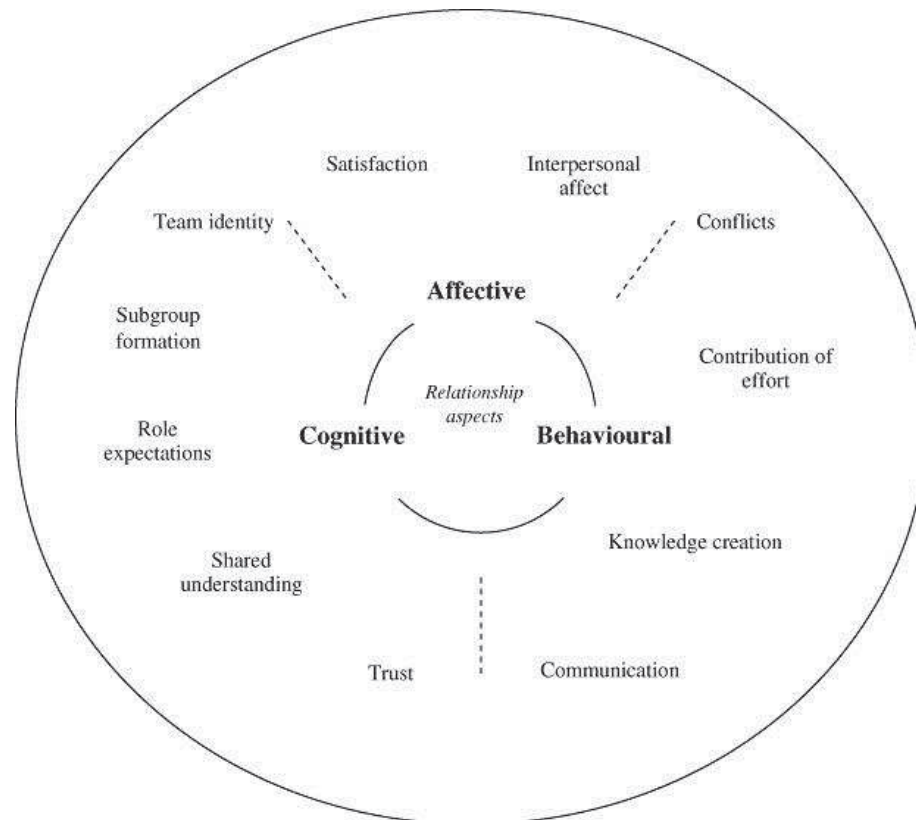 Satisfaction
Interpersonal
affect
Team identity
Conflicts
Affective
Subgroup
formation
Contribution of
effort
Relationship
aspects
Role
expectations
Cognitive
Behavioural
Knowledge creation
Shared
understanding
Trust
Communication